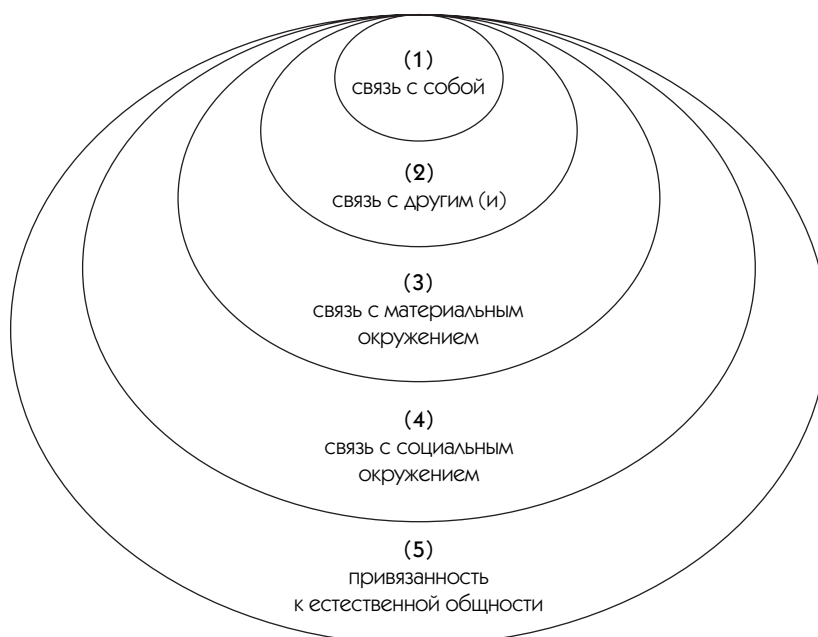 (1)
связь с собой
(2)
связь с другим (и)
(3)
связь с материальным
окружением
(4)
связь с социальным
окружением
(5)
привязанность
к естественной общности